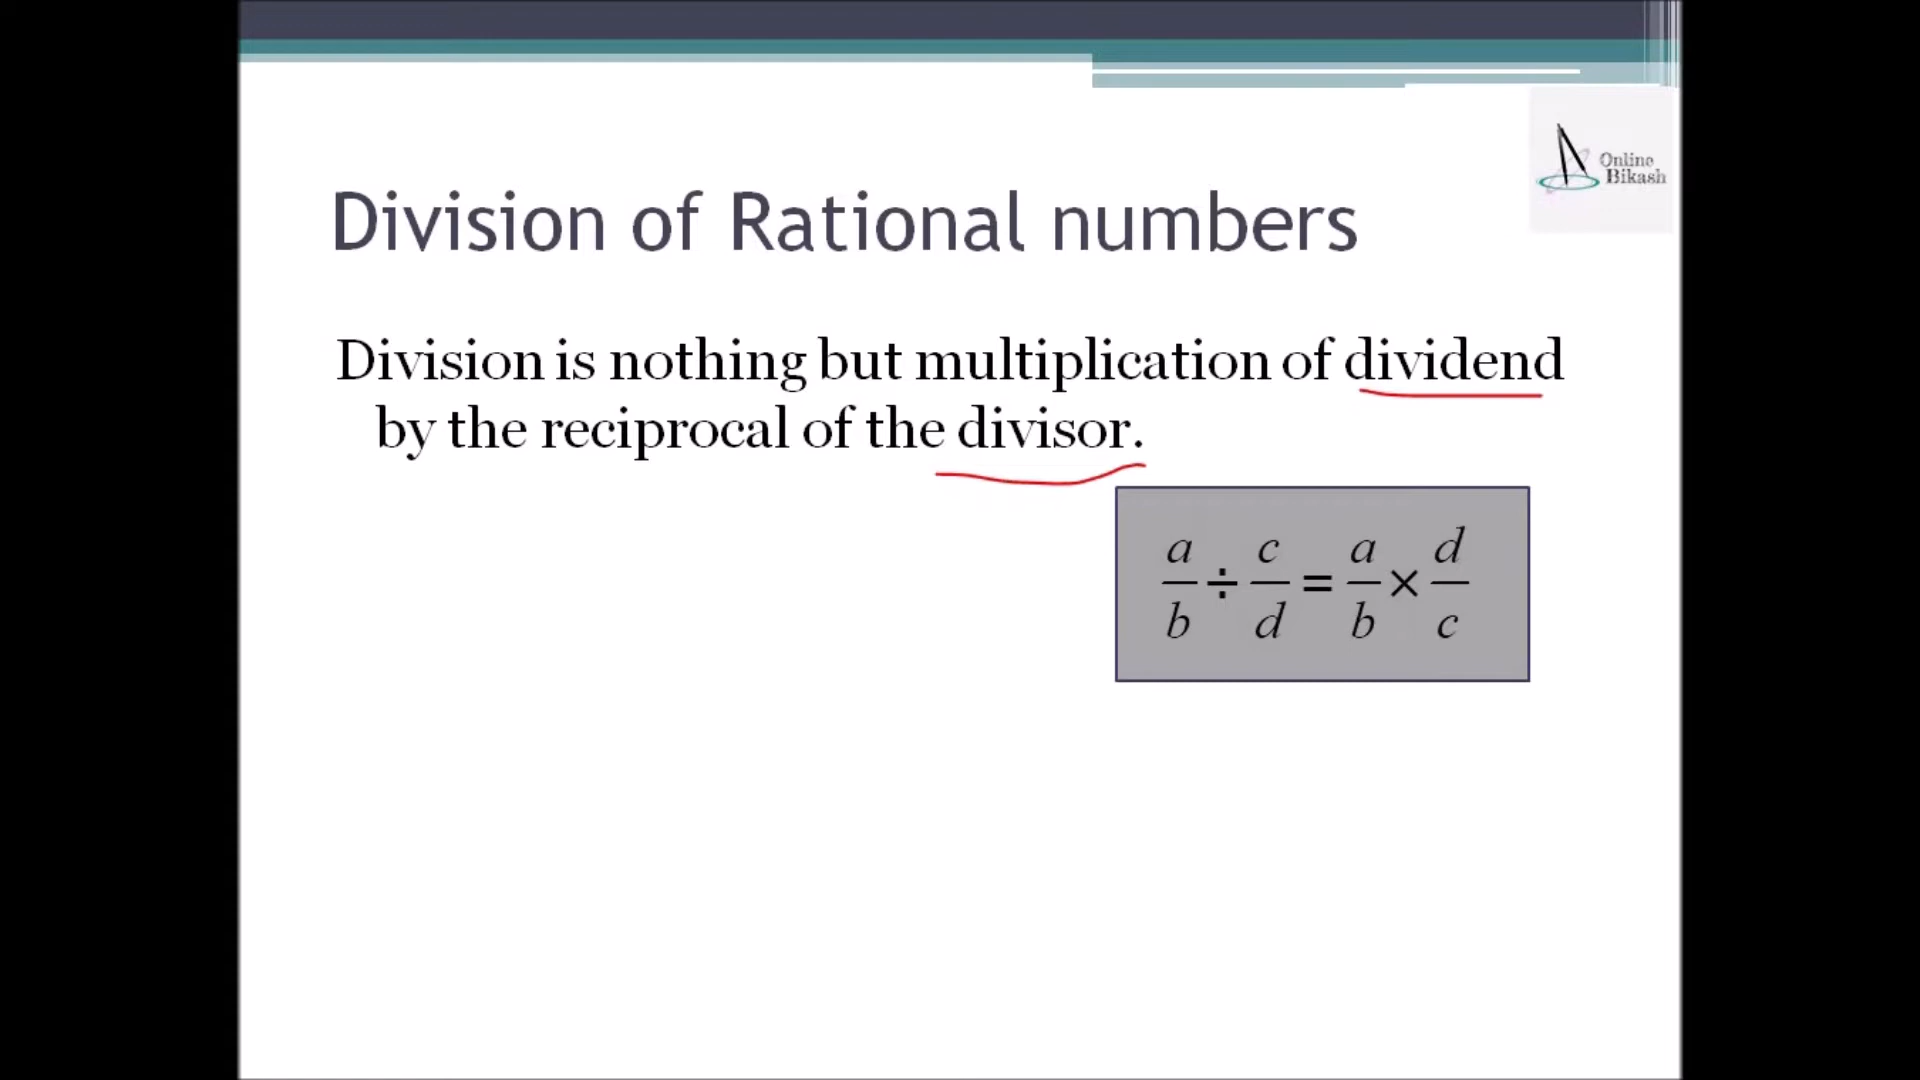 Online
Bikash
Division of Rational numbers
Division is nothing but multiplication of dividend
by the reciprocal of the divisor.
a/b ÷ c/d = a/b × d/c